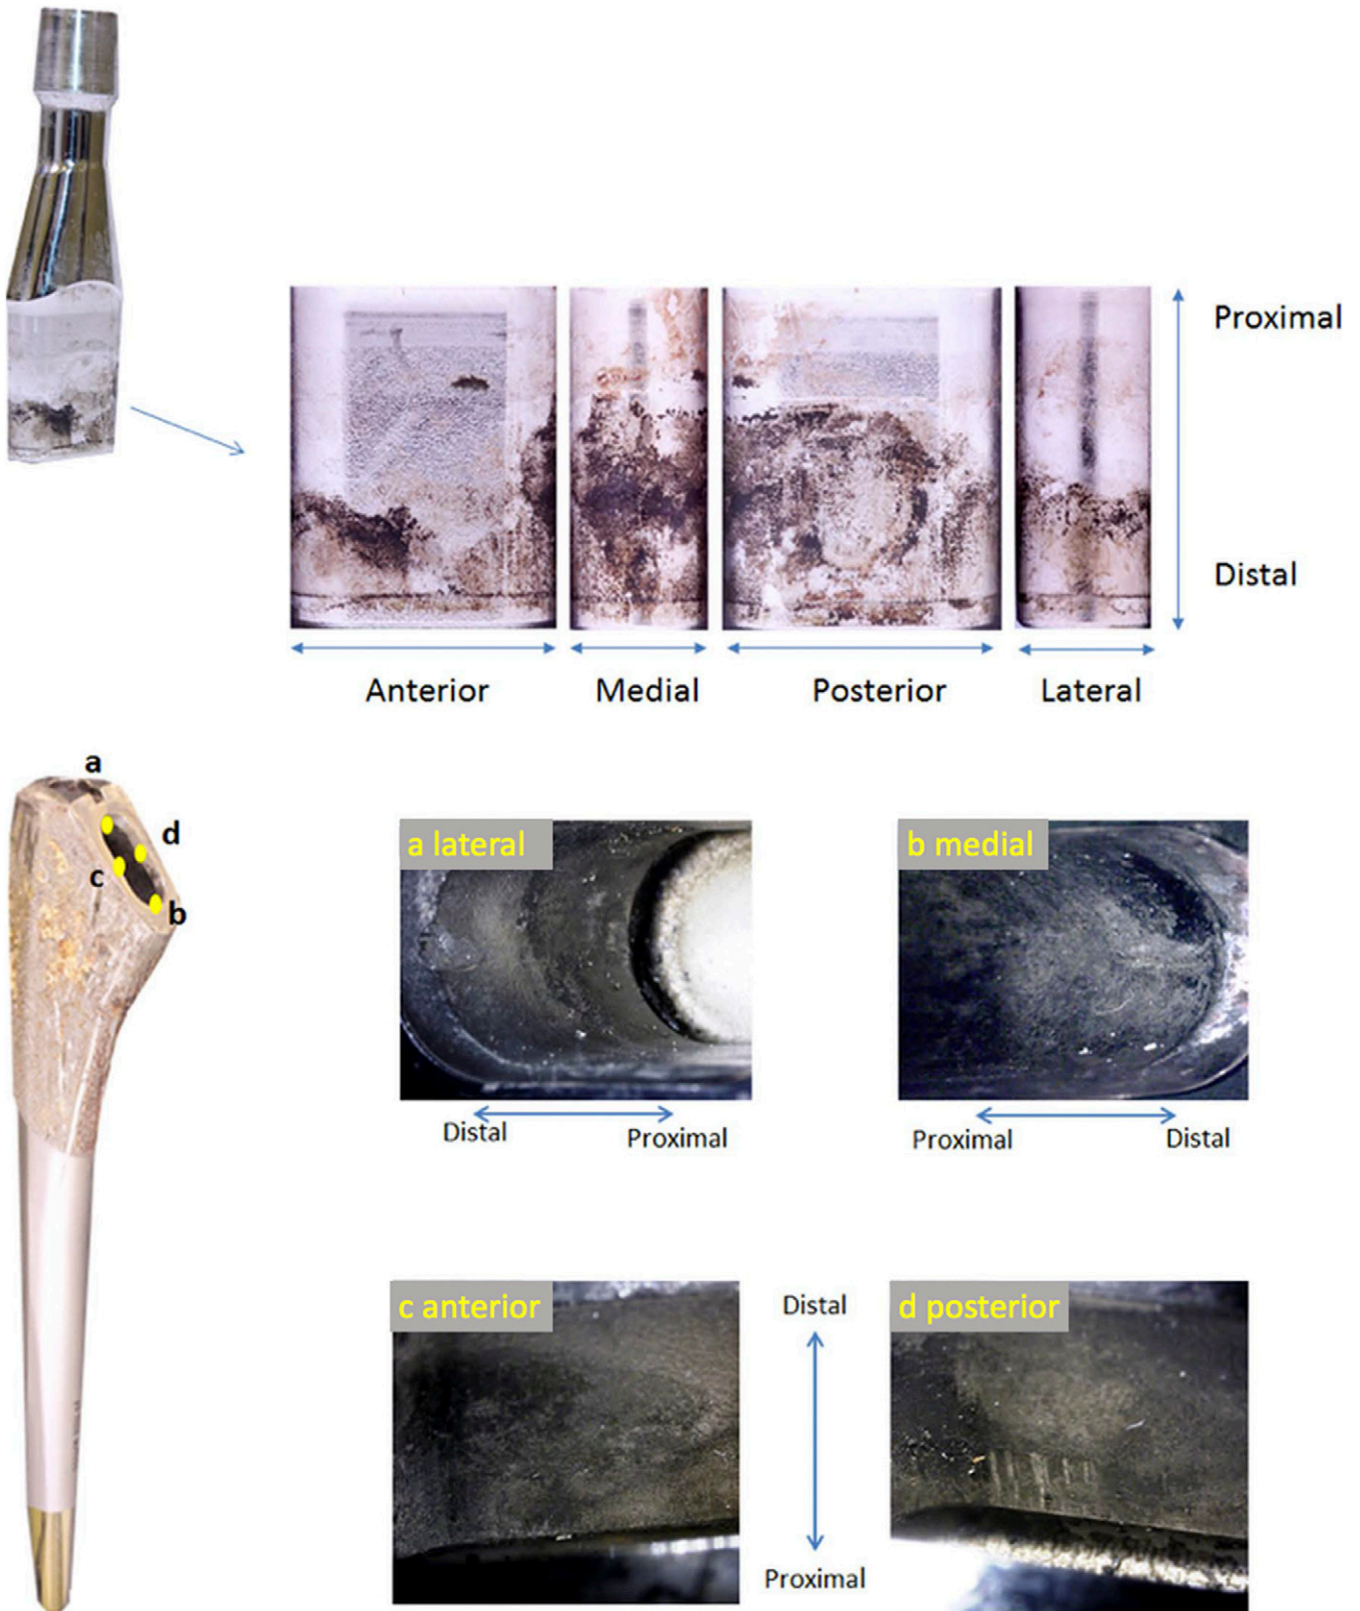 Proximal
Distal
Anterior
Medial
Posterior
Lateral
a
d
c
b
a lateral
b medial
Distal
Proximal
Proximal
Distal
c anterior
Distal
d posterior
Proximal